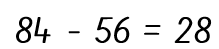 84 - 56 = 28